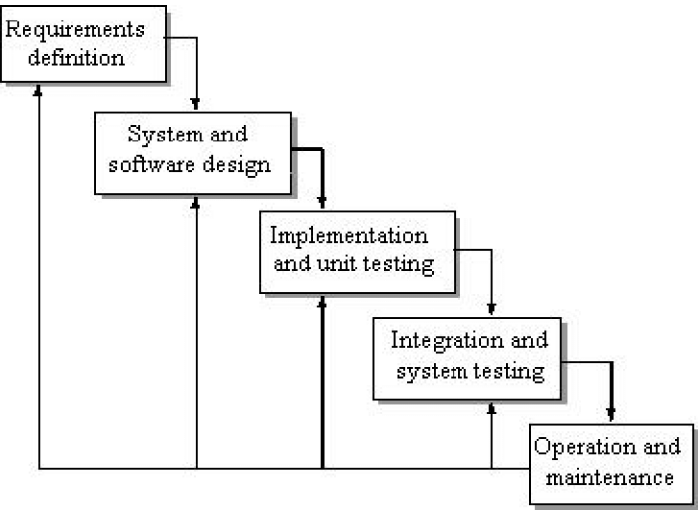 Requirements
definition
System and
software design
Implementation
and unit testing
Integration and
system testing
Operation and
maintenance